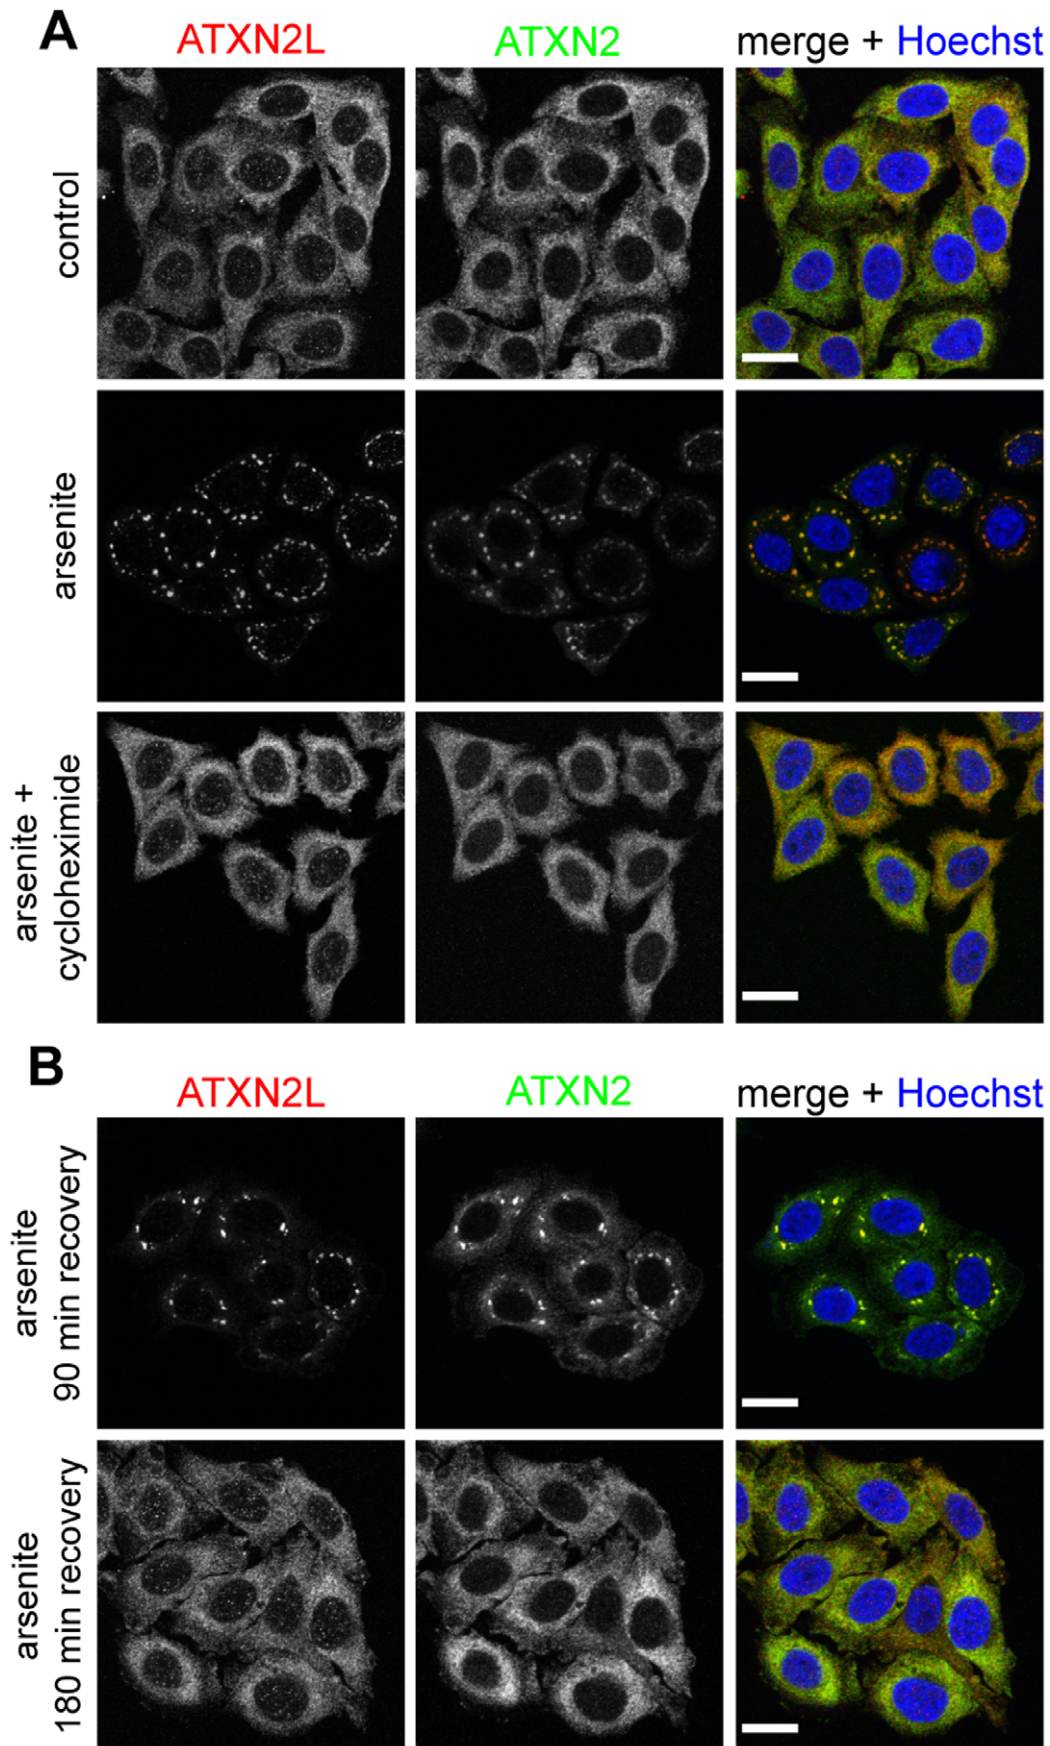 A
ATXN2L ATXN2 merge + Hoechst
control
arsenite
arsenite +
cycloheximide
B
ATXN2L ATXN2 merge + Hoechst
arsenite
90 min recovery
arsenite
180 min recovery